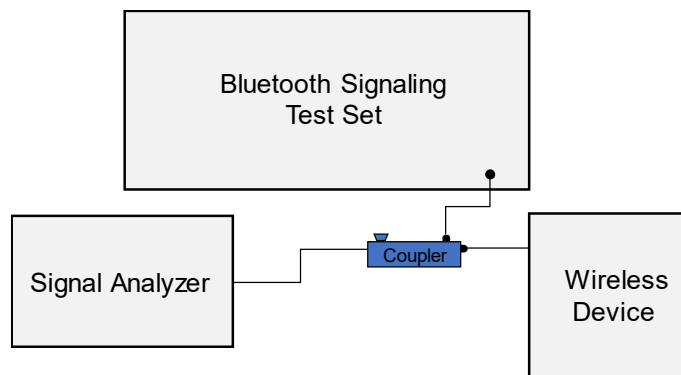 Bluetooth Signaling
Test Set
Signal Analyzer
Coupler
Wireless
Device